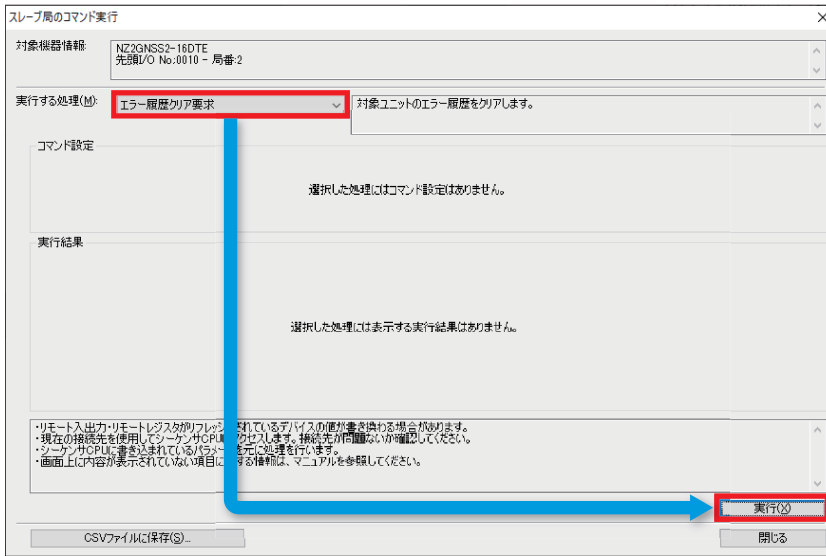 スレーブ局のコマンド実行
対象機器情報:
NZ2GNSS2-16DTE
先頭I/O No:0010 - 局番:2
実行する処理(M):
エラー履歴クリア要求
対象ユニットのエラー履歴をクリアします。
コマンド設定
選択した処理にはコマンド設定はありません。
実行結果
選択した処理には表示する実行結果はありません。
・リモート入出力・リモートレジスタがリフレッシ されているデバイスの値が書き換わる場合があります。
・現在の接続先を使用してシーケンサCPU アクセスします。接続先が問題ないか確認してください。
・シーケンサCPUに書き込まれているパラメ を元に処理を行います。
・画面上に内容が表示されていない項目に する情報は、マニュアルを参照してください。
実行(X)
CSVファイルに保存(S)...
閉じる